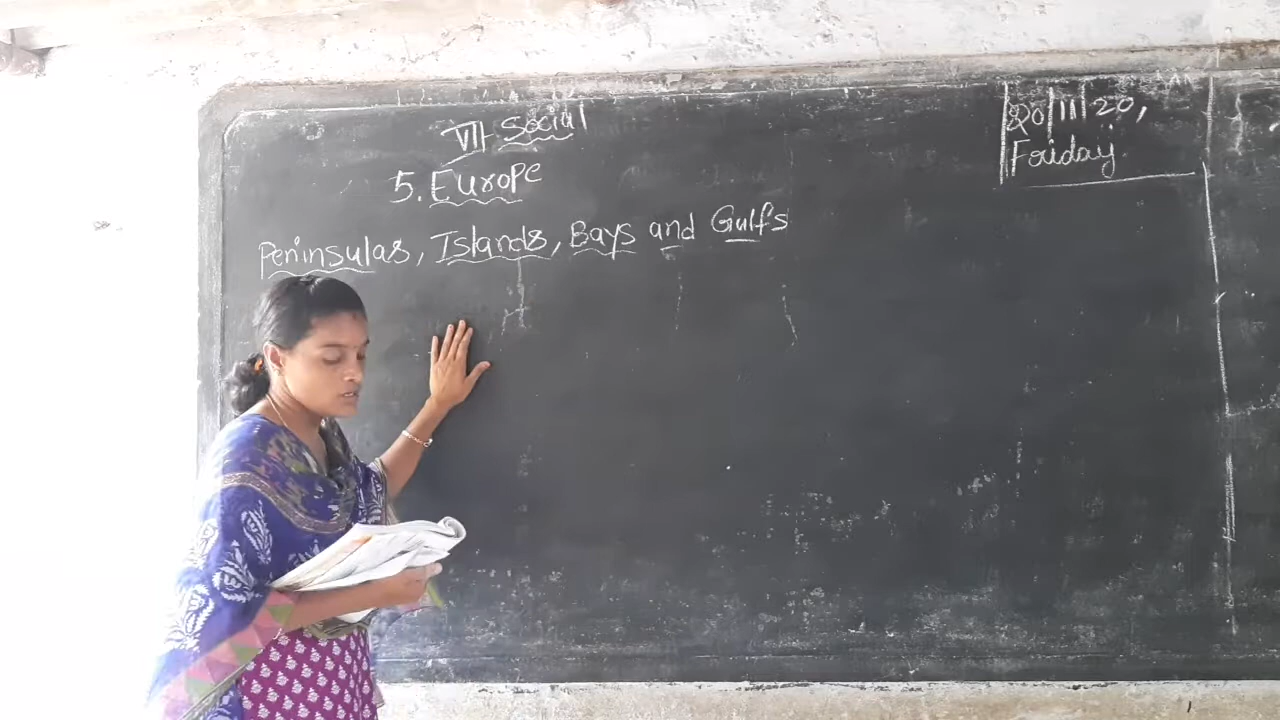 VII Social
5. Europe
Peninsulas, Islands, Bays and Gulfs
20/11/20,
Friday